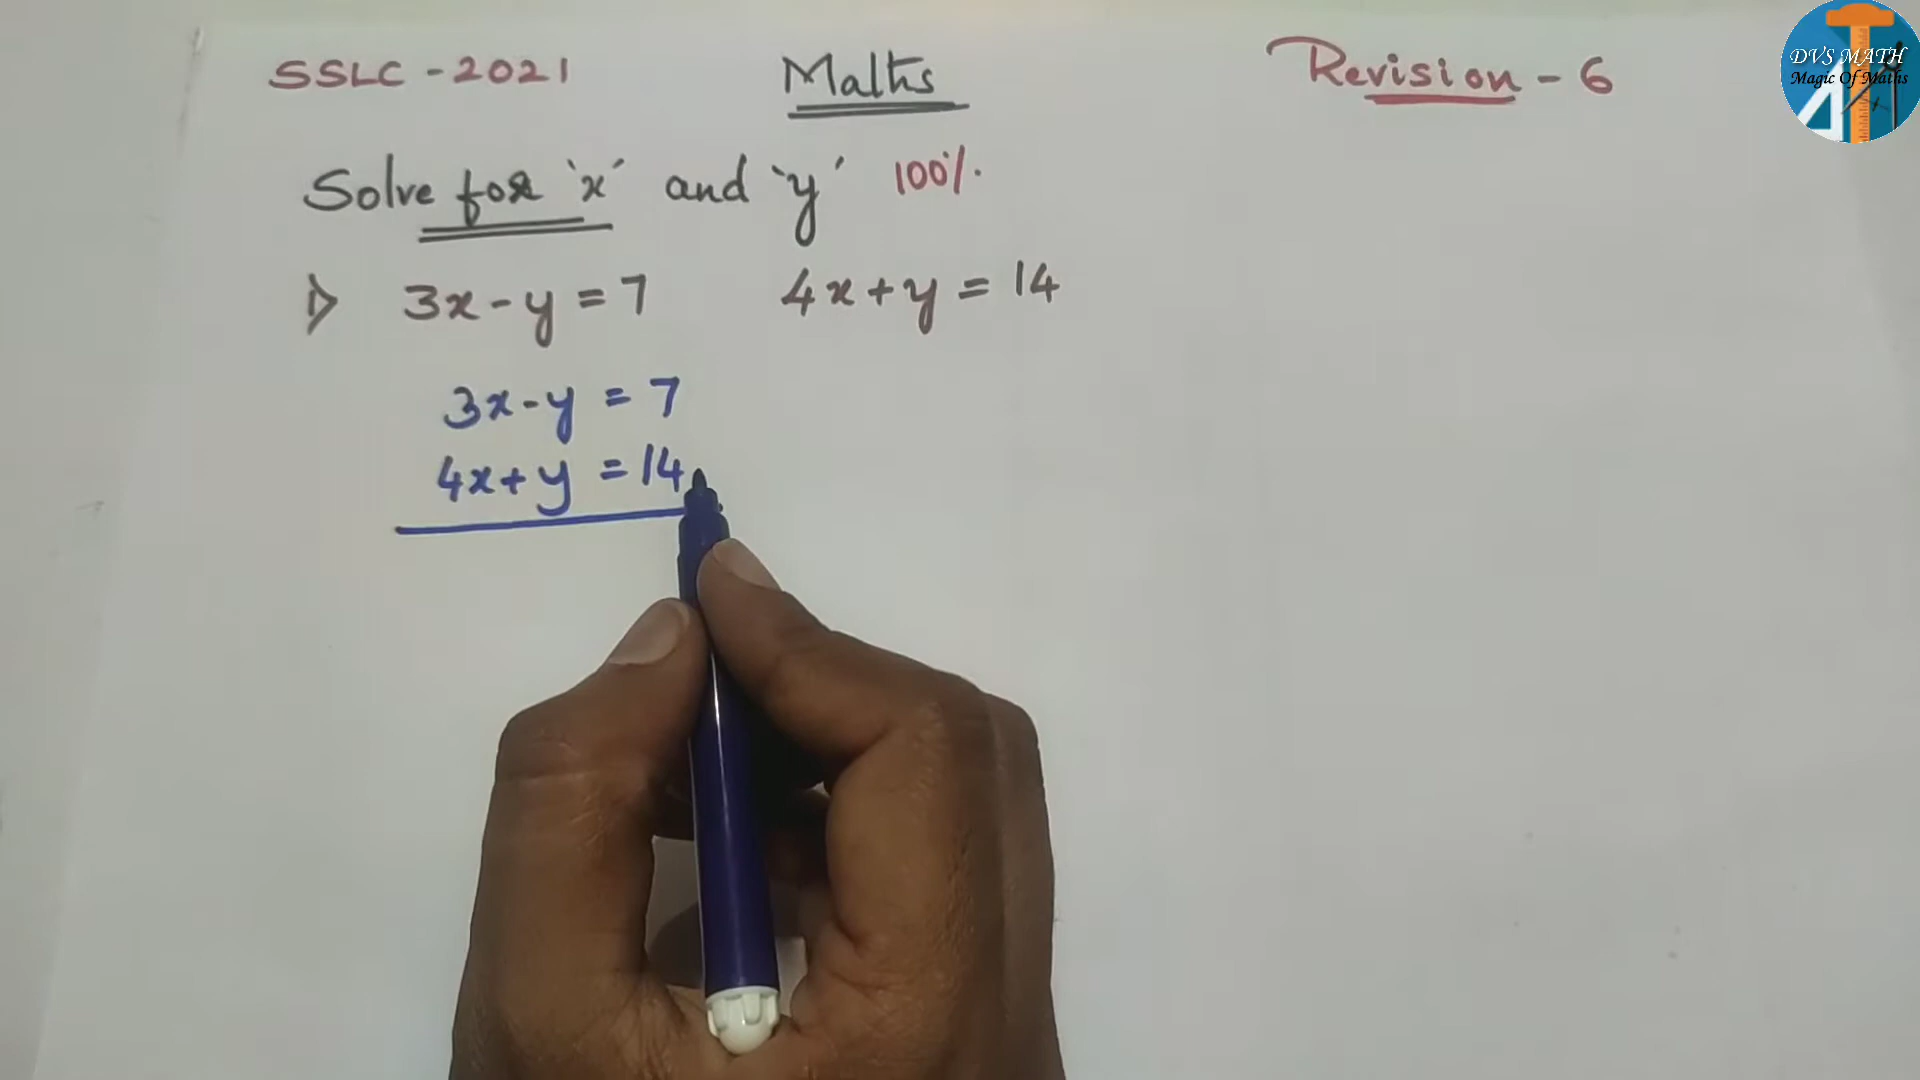 SSLC - 2021 Maths Revision - 6
DVS MATH
Magic Of Maths
Solve for 'x' and 'y' 100%.
1> 3x - y = 7 4x + y = 14
3x - y = 7
4x + y = 14